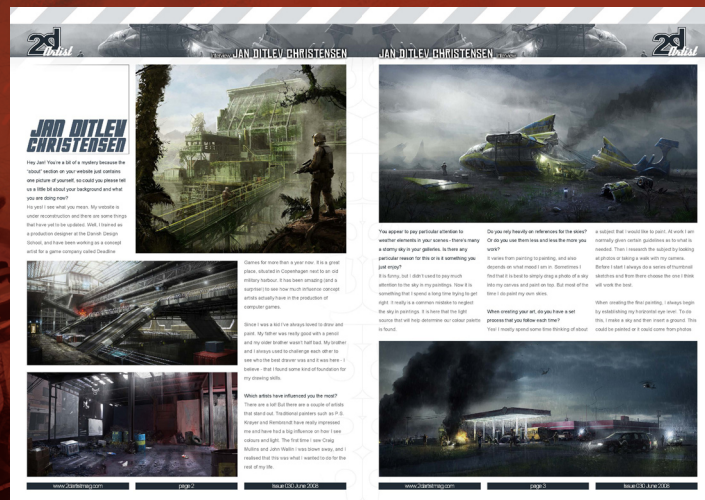 2d
Artist
JAN DITLEV CHRISTENSEN
JAN DITLEV
CHRISTENSEN
Hey Jan! You're a bit of a mystery because the
"about" section on your website just contains
one picture of yourself, so could you please tell
us a little bit about your background and what
you are doing now?
Ha yes! I see what you mean. My website is
under reconstruction and there are some things
that have yet to be updated. Well, I trained as
a production designer at the Danish Design
School, and have been working as a concept
artist for a game company called Deadline
Games for more than a year now. It is a great
place, situated in Copenhagen next to an old
military harbour. It has been amazing (and a
surprise!) to see how much influence concept
artists actually have in the production of
computer games.
Since I was a kid I've always loved to draw and
paint. My father was really good with a pencil
and my older brother wasn't half bad. My brother
and I always used to challenge each other to
see who the best drawer was and it was here - I
believe - that I found some kind of foundation for
my drawing skills.
Which artists have influenced you the most?
There are a lot! But there are a couple of artists
that stand out. Traditional painters such as P.S.
Krøyer and Rembrandt have really impressed
me and have had a big influence on how I see
colours and light. The first time I saw Craig
Mullins and John Wallin I was blown away, and I
realised that this was what I wanted to do for the
rest of my life.
www.2dartistmag.com
page 2
Issue 030 June 2008
JAN DITLEV CHRISTENSEN
2d
Artist
You appear to pay particular attention to
weather elements in your scenes - there's many
a stormy sky in your galleries. Is there any
particular reason for this or is it something you
just enjoy?
It is funny, but I didn't used to pay much
attention to the sky in my paintings. Now it is
something that I spend a long time trying to get
right. It really is a common mistake to neglect
the sky in paintings. It is here that the light
source that will help determine our colour palette
is found.
Do you rely heavily on references for the skies?
Or do you use them less and less the more you
work?
It varies from painting to painting, and also
depends on what mood I am in. Sometimes I
find that it is best to simply drag a photo of a sky
into my canvas and paint on top. But most of the
time I do paint my own skies.
When creating your art, do you have a set
process that you follow each time?
Yes! I mostly spend some time thinking of about
a subject that I would like to paint. At work I am
normally given certain guidelines as to what is
needed. Then I research the subject by looking
at photos or taking a walk with my camera.
Before I start I always do a series of thumbnail
sketches and from there choose the one I think
will work the best.
When creating the final painting, I always begin
by establishing my horizontal eye level. To do
this, I make a sky and then insert a ground. This
could be painted or it could come from photos
www.2dartistmag.com
page 3
Issue 030 June 2008